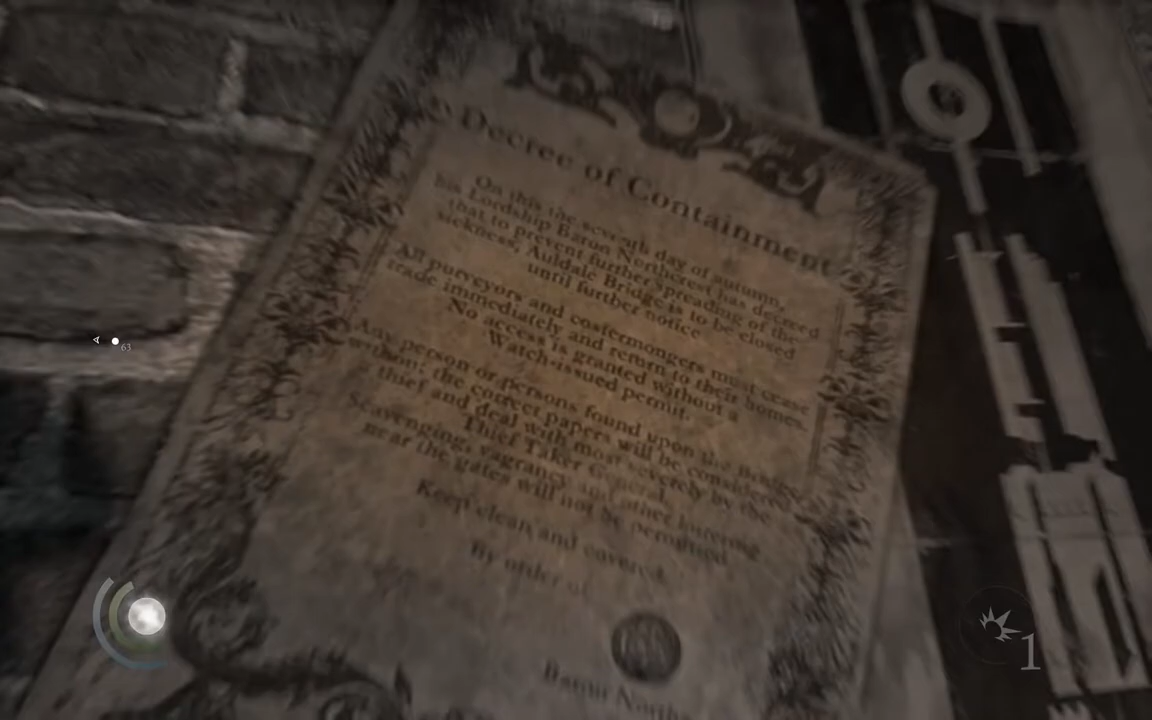 Decree of Containment
On this the seventh day of autumn,
his Lordship Baron Northcrest has decreed
that to prevent further spreading of the
sickness, Auldale Bridge is to be closed
until further notice
All purveyors and costermongers must cease
trade immediately and return to their homes.
No access is granted without a
Watch-issued permit.
Any person or persons found upon the Bridge
without the correct papers will be considered
thief and deal with most severely by the
Thief Taker General.
Scavenging, vagrancy and other loitering
near the gates will not be permitted
Keep clean and covered.
By order of
Baron
63
1